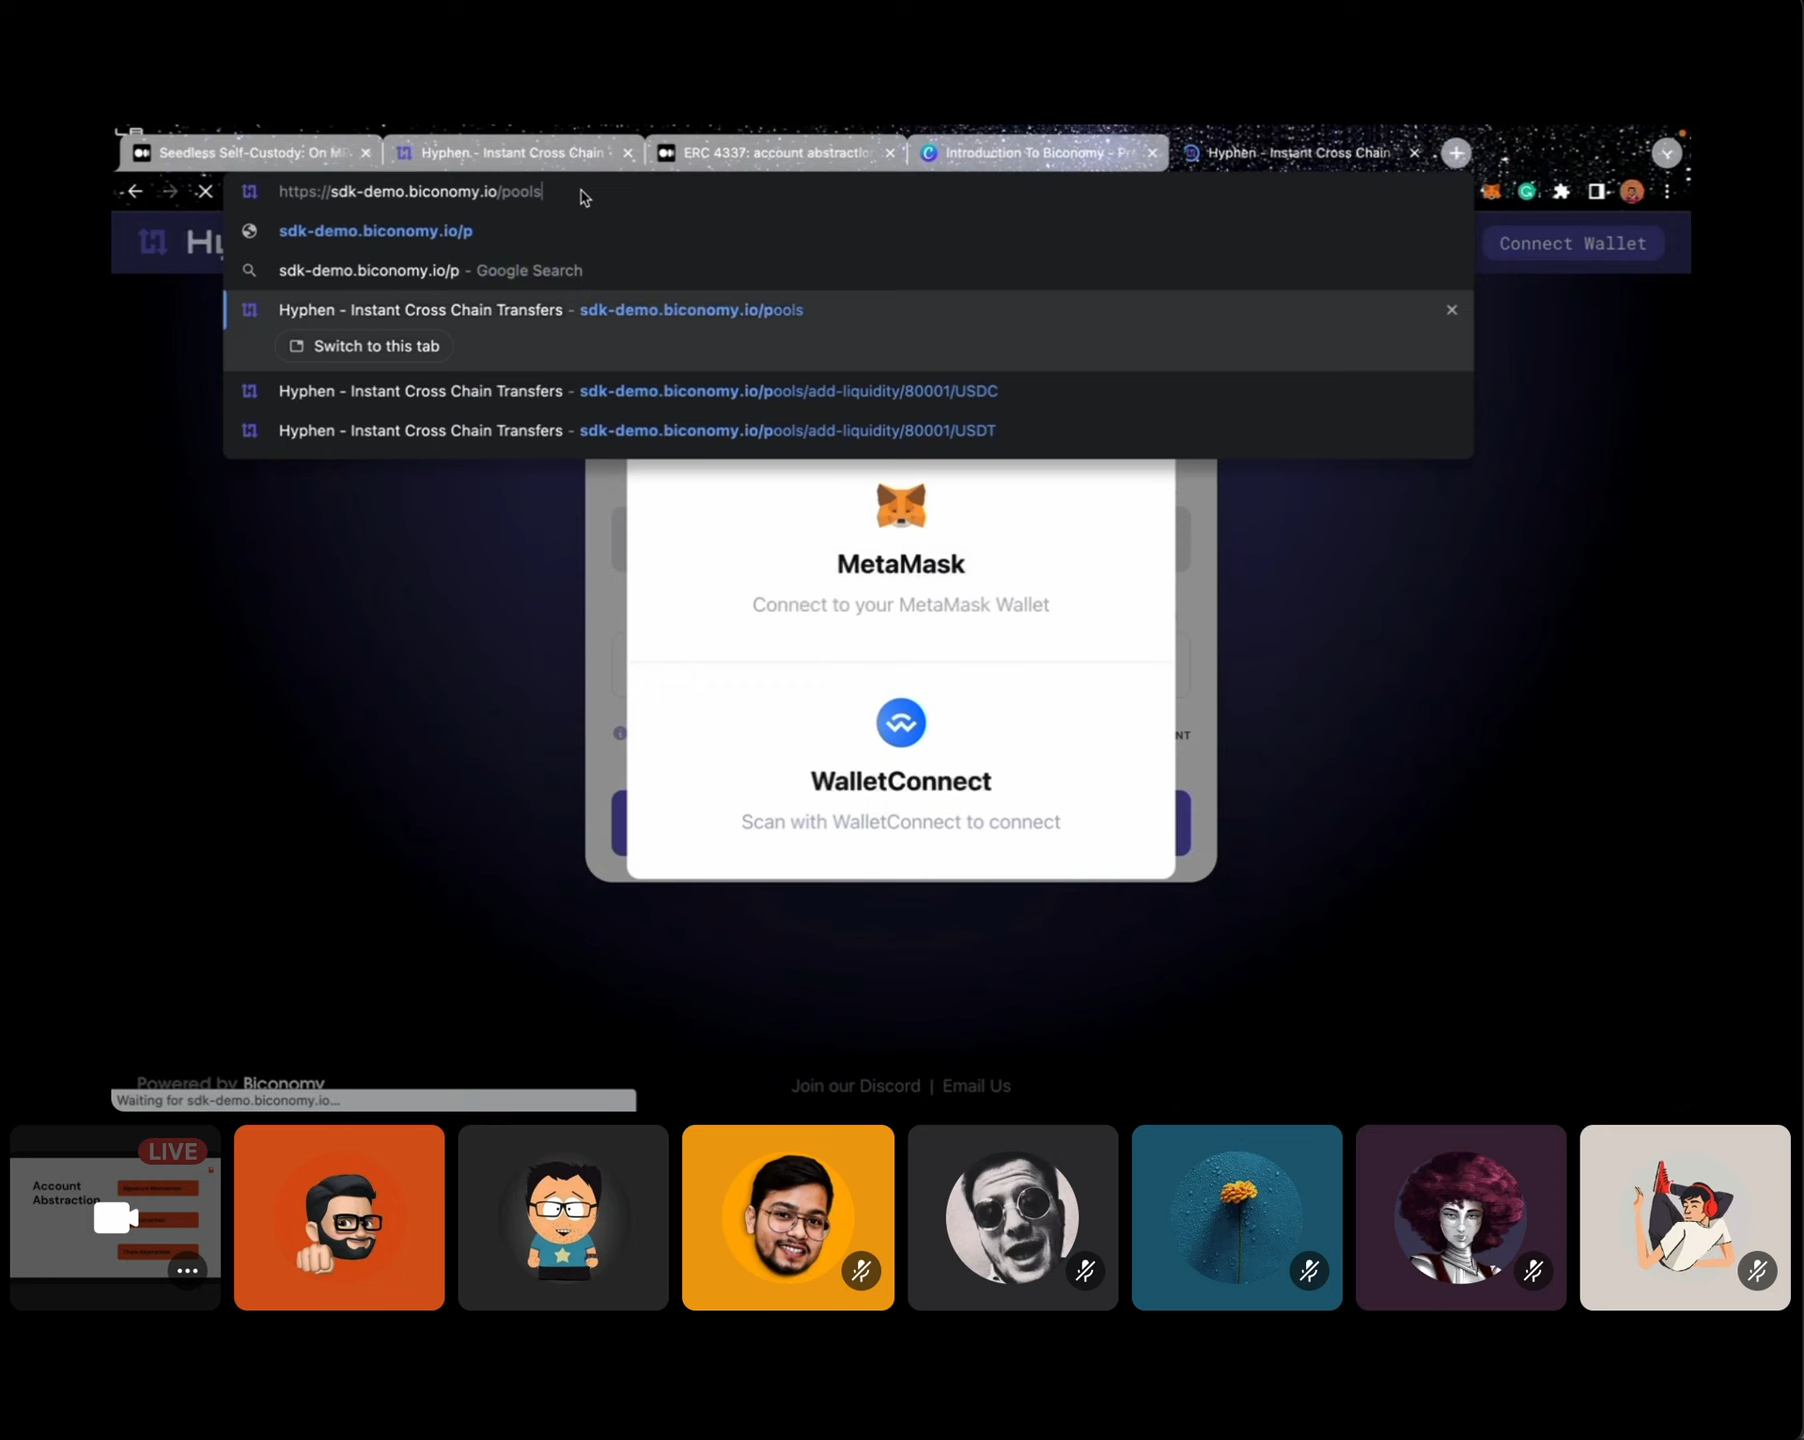 Seedless Self-Custody: On MP
Hyphen - Instant Cross Chain
ERC 4337: account abstractio
Introduction To Biconomy - Pr
Hyphen - Instant Cross Chain
https://sdk-demo.biconomy.io/pools
Hy
Connect Wallet
sdk-demo.biconomy.io/p
sdk-demo.biconomy.io/p - Google Search
Hyphen - Instant Cross Chain Transfers - sdk-demo.biconomy.io/pools
Switch to this tab
Hyphen - Instant Cross Chain Transfers - sdk-demo.biconomy.io/pools/add-liquidity/80001/USDC
Hyphen - Instant Cross Chain Transfers - sdk-demo.biconomy.io/pools/add-liquidity/80001/USDT
MetaMask
Connect to your MetaMask Wallet
NT
WalletConnect
Scan with WalletConnect to connect
Powered by Biconomy
Join our Discord | Email Us
Waiting for sdk-demo.biconomy.io...
LIVE
Account
Abstraction